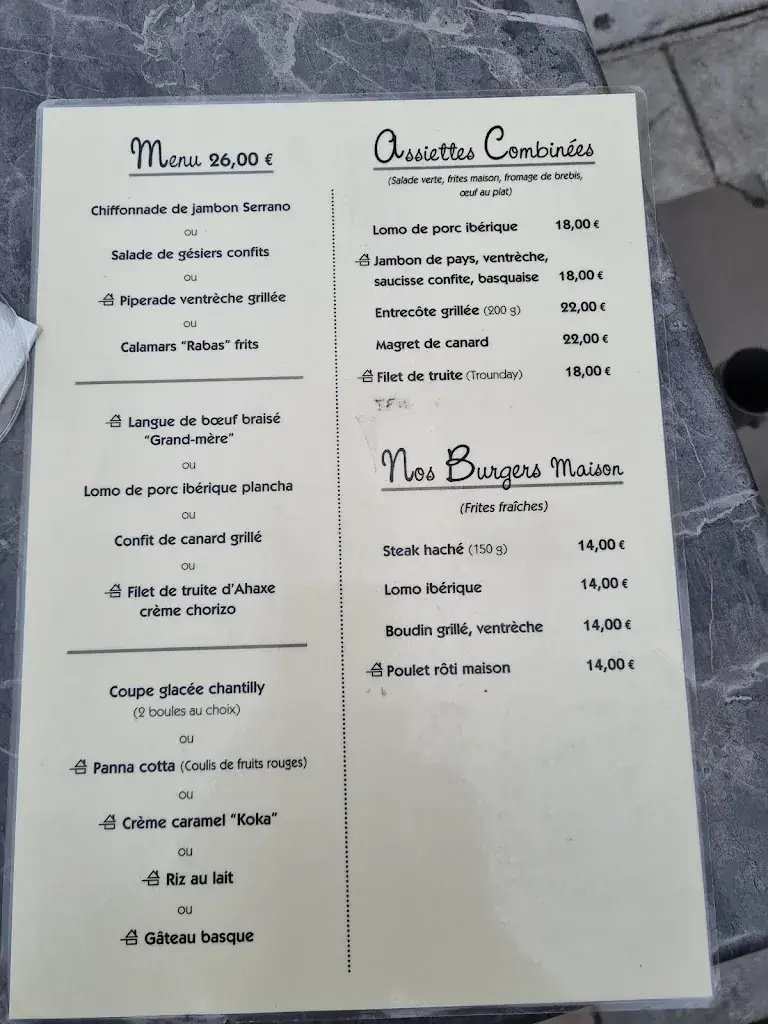 Menu 26,00 €
Chiffonnade de jambon Serrano
ou
Salade de gésiers confits
ou
Piperade ventrèche grillée
ou
Calamars "Rabas" frits
Langue de bœuf braisé
"Grand-mère"
ou
Lomo de porc ibérique plancha
ou
Confit de canard grillé
ou
Filet de truite d'Ahaxe
crème chorizo
Coupe glacée chantilly
(2 boules au choix)
ou
Panna cotta (Coulis de fruits rouges)
ou
Crème caramel "Koka"
ou
Riz au lait
ou
Gâteau basque
Assiettes Combinées
(Salade verte, frites maison, fromage de brebis,
œuf au plat)
Lomo de porc ibérique 18,00 €
Jambon de pays, ventrèche,
saucisse confite, basquaise 18,00 €
Entrecôte grillée (200 g) 22,00 €
Magret de canard 22,00 €
Filet de truite (Trounday) 18,00 €
Nos Burgers Maison
(Frites fraîches)
Steak haché (150 g) 14,00 €
Lomo ibérique 14,00 €
Boudin grillé, ventrèche 14,00 €
Poulet rôti maison 14,00 €